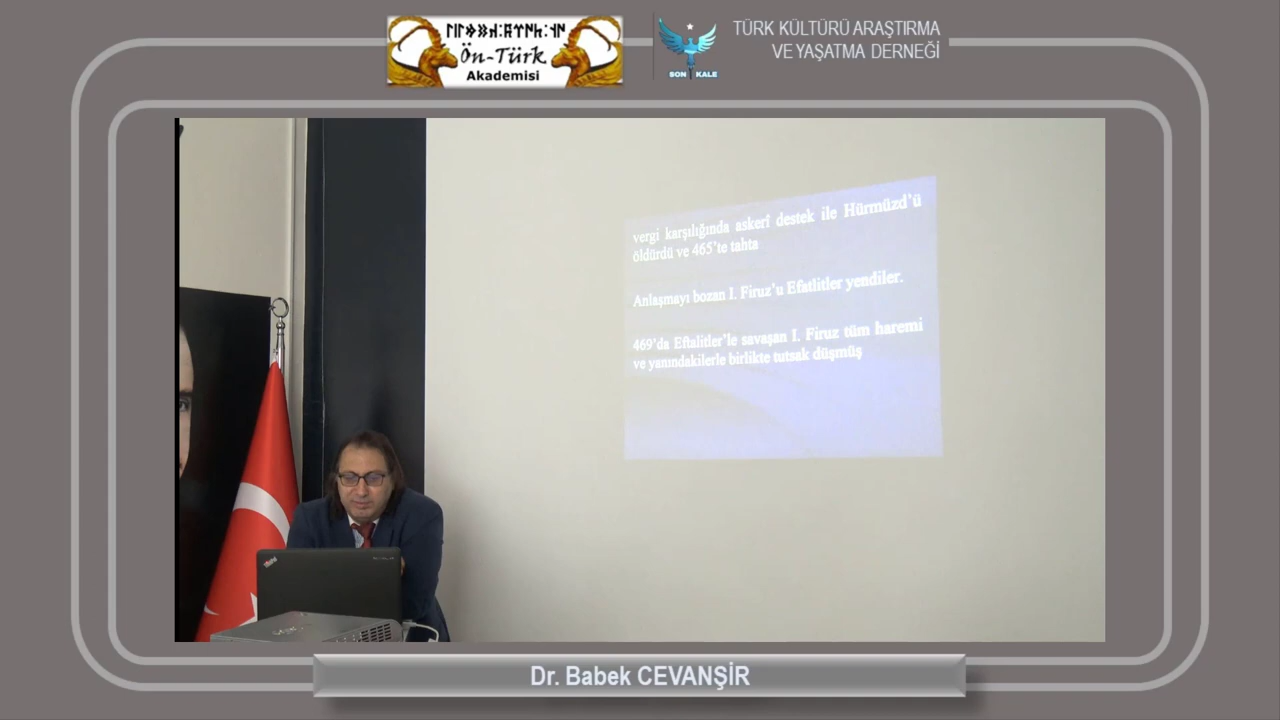 Ön-Türk
Akademisi
SON KALE
TÜRK KÜLTÜRÜ ARAŞTIRMA
VE YAŞATMA DERNEĞİ
vergi karşılığında askerî destek ile Hürmüzd'ü
öldürdü ve 465'te tahta
Anlaşmayı bozan I. Firuz'u Efatlitler yendiler.
469'da Eftalitler'le savaşan I. Firuz tüm haremi
ve yanındakilerle birlikte tutsak düşmüş
Dr. Babek CEVANŞİR